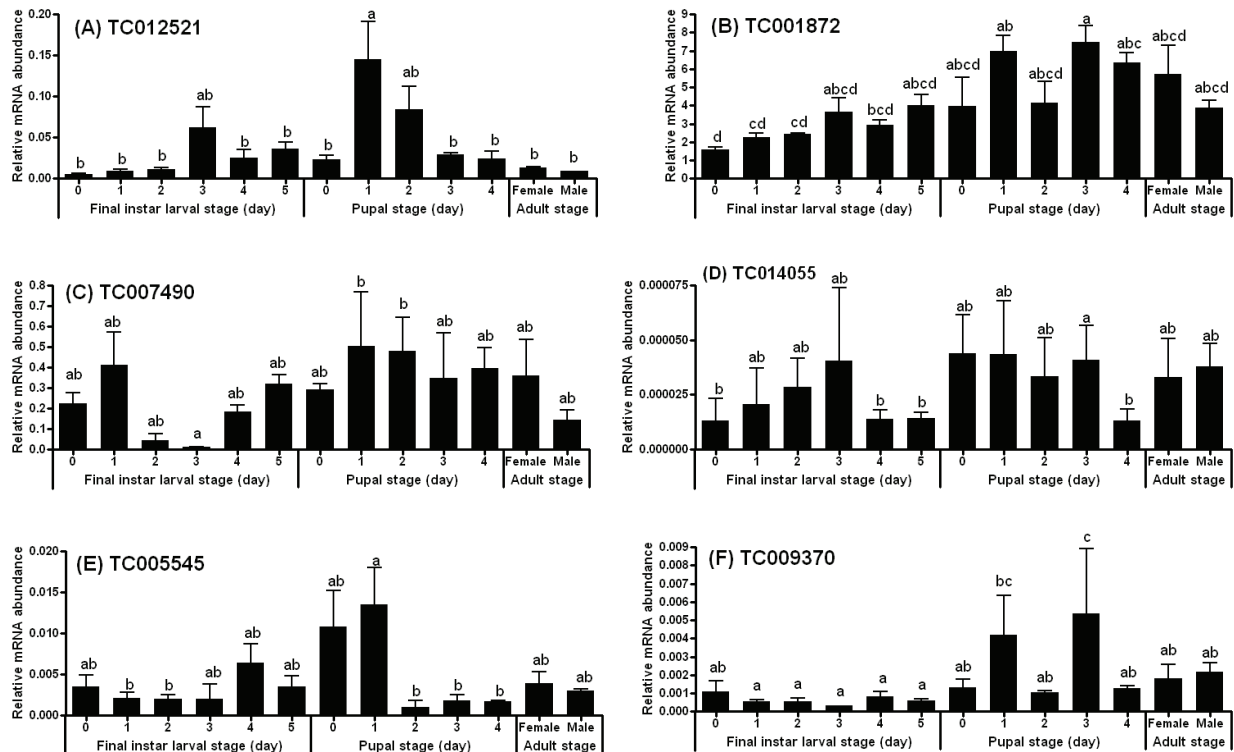 (A) TC012521
Relative mRNA abundance
0.20
0.15
0.10
0.05
0.00
b b b ab b b b a ab b b b b
0 1 2 3 4 5 0 1 2 3 4 Female Male
Final instar larval stage (day) Pupal stage (day) Adult stage
(B) TC001872
Relative mRNA abundance
9
8
7
6
5
4
3
2
1
0
d cd cd abcd bcd abcd abcd ab abcd a abc abcd abcd
0 1 2 3 4 5 0 1 2 3 4 Female Male
Final instar larval stage (day) Pupal stage (day) Adult stage
(C) TC007490
Relative mRNA abundance
0.8
0.7
0.6
0.5
0.4
0.3
0.2
0.1
0.0
ab ab ab a ab ab ab b b ab ab ab ab
0 1 2 3 4 5 0 1 2 3 4 Female Male
Final instar larval stage (day) Pupal stage (day) Adult stage
(D) TC014055
Relative mRNA abundance
0.000075
0.000050
0.000025
0.000000
b ab ab ab b b ab ab ab a b ab ab
0 1 2 3 4 5 0 1 2 3 4 Female Male
Final instar larval stage (day) Pupal stage (day) Adult stage
(E) TC005545
Relative mRNA abundance
0.020
0.015
0.010
0.005
0.000
ab b b ab ab ab ab a b b b ab ab
0 1 2 3 4 5 0 1 2 3 4 Female Male
Final instar larval stage (day) Pupal stage (day) Adult stage
(F) TC009370
Relative mRNA abundance
0.009
0.008
0.007
0.006
0.005
0.004
0.003
0.002
0.001
0.000
ab a a a a a ab bc ab c ab ab ab
0 1 2 3 4 5 0 1 2 3 4 Female Male
Final instar larval stage (day) Pupal stage (day) Adult stage